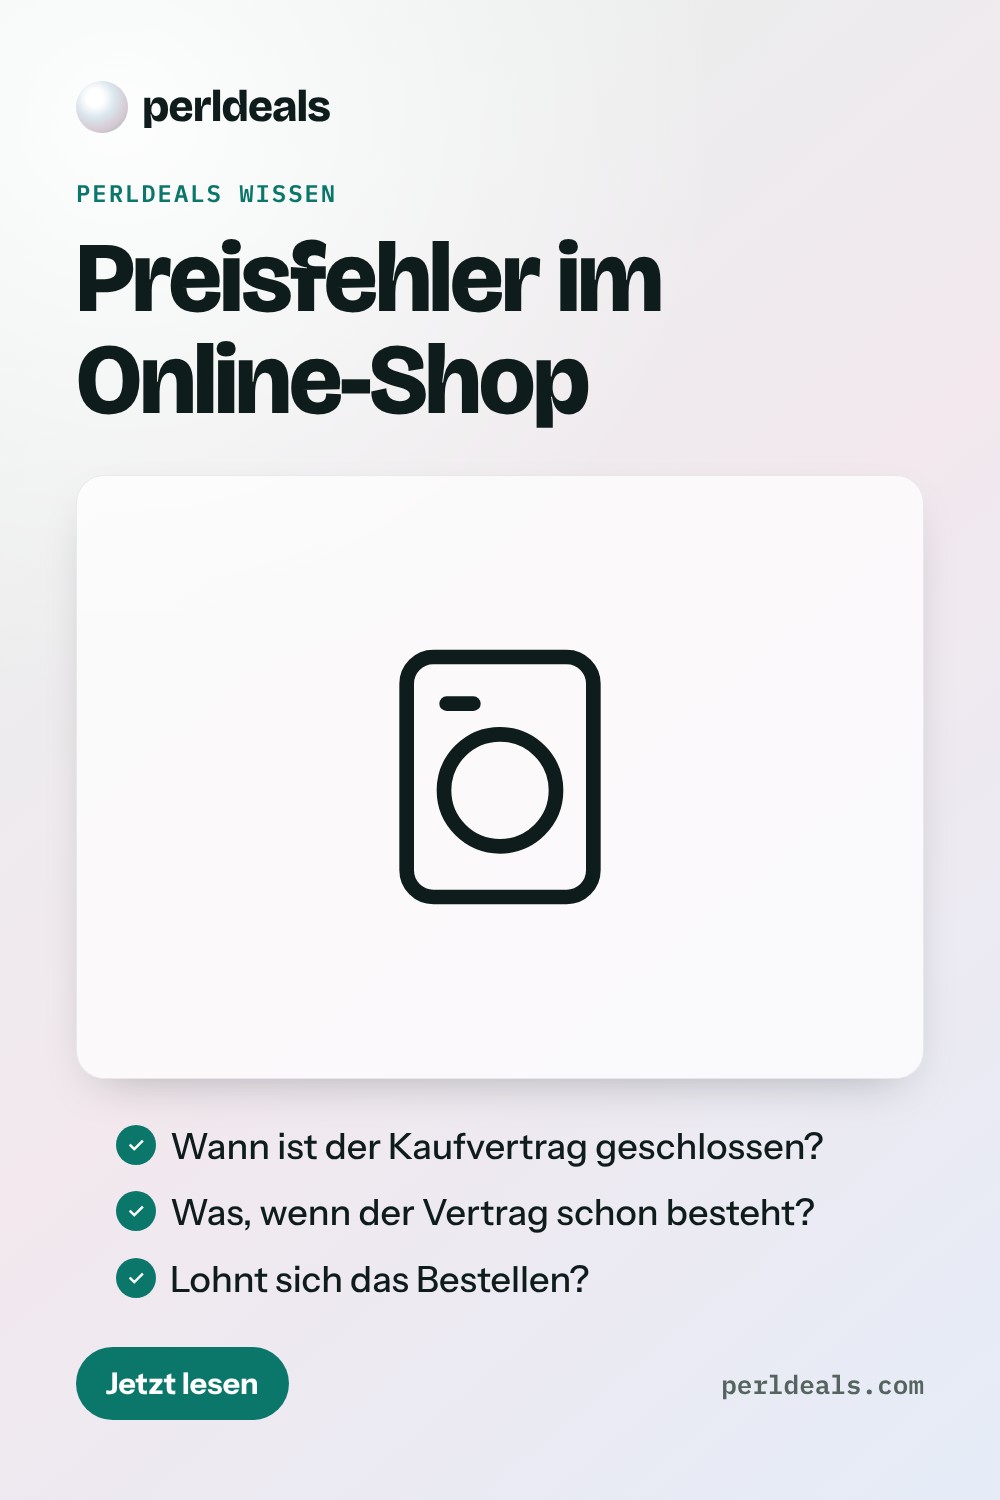 perldeals
PERLDEALS WISSEN
Preisfehler im
Online-Shop
Wann ist der Kaufvertrag geschlossen?
Was, wenn der Vertrag schon besteht?
Lohnt sich das Bestellen?
Jetzt lesen
perldeals.com